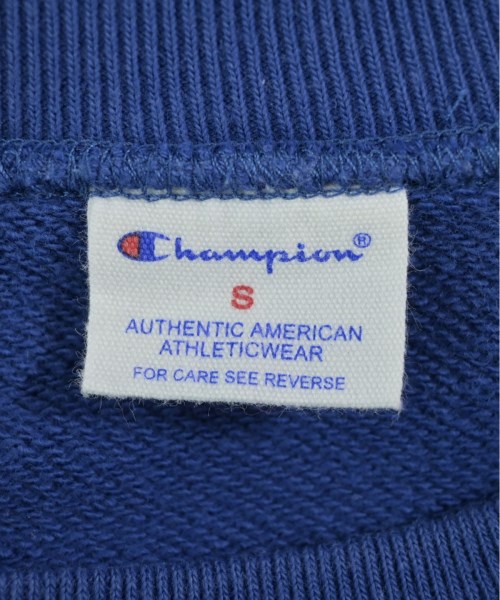 Champion®
S
AUTHENTIC AMERICAN
ATHLETICWEAR
FOR CARE SEE REVERSE